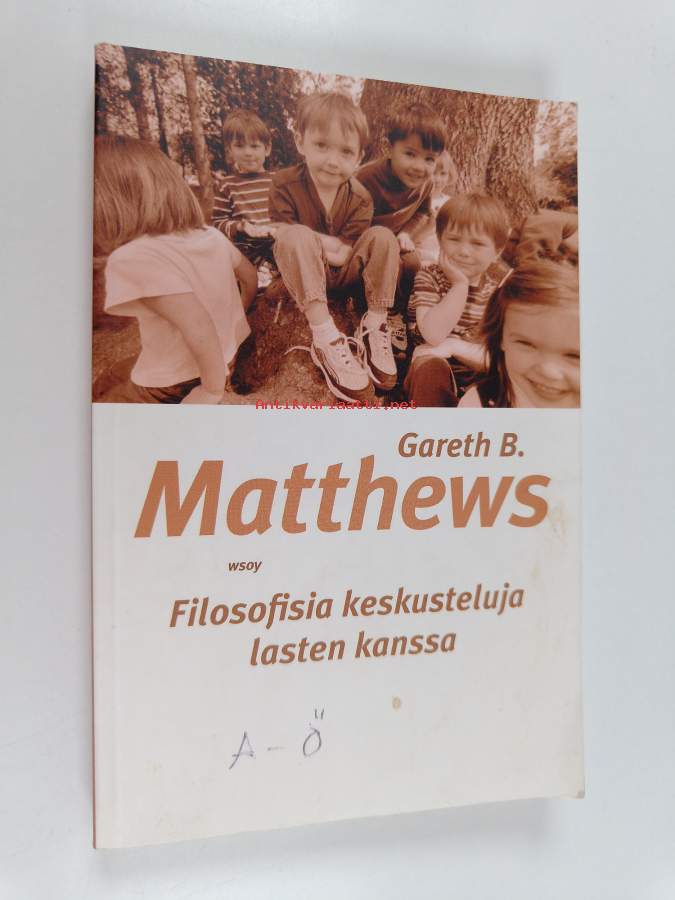 Antikvariaatti.net
Gareth B.
Matthews
wsoy
Filosofisia keskusteluja
lasten kanssa
A-Ö